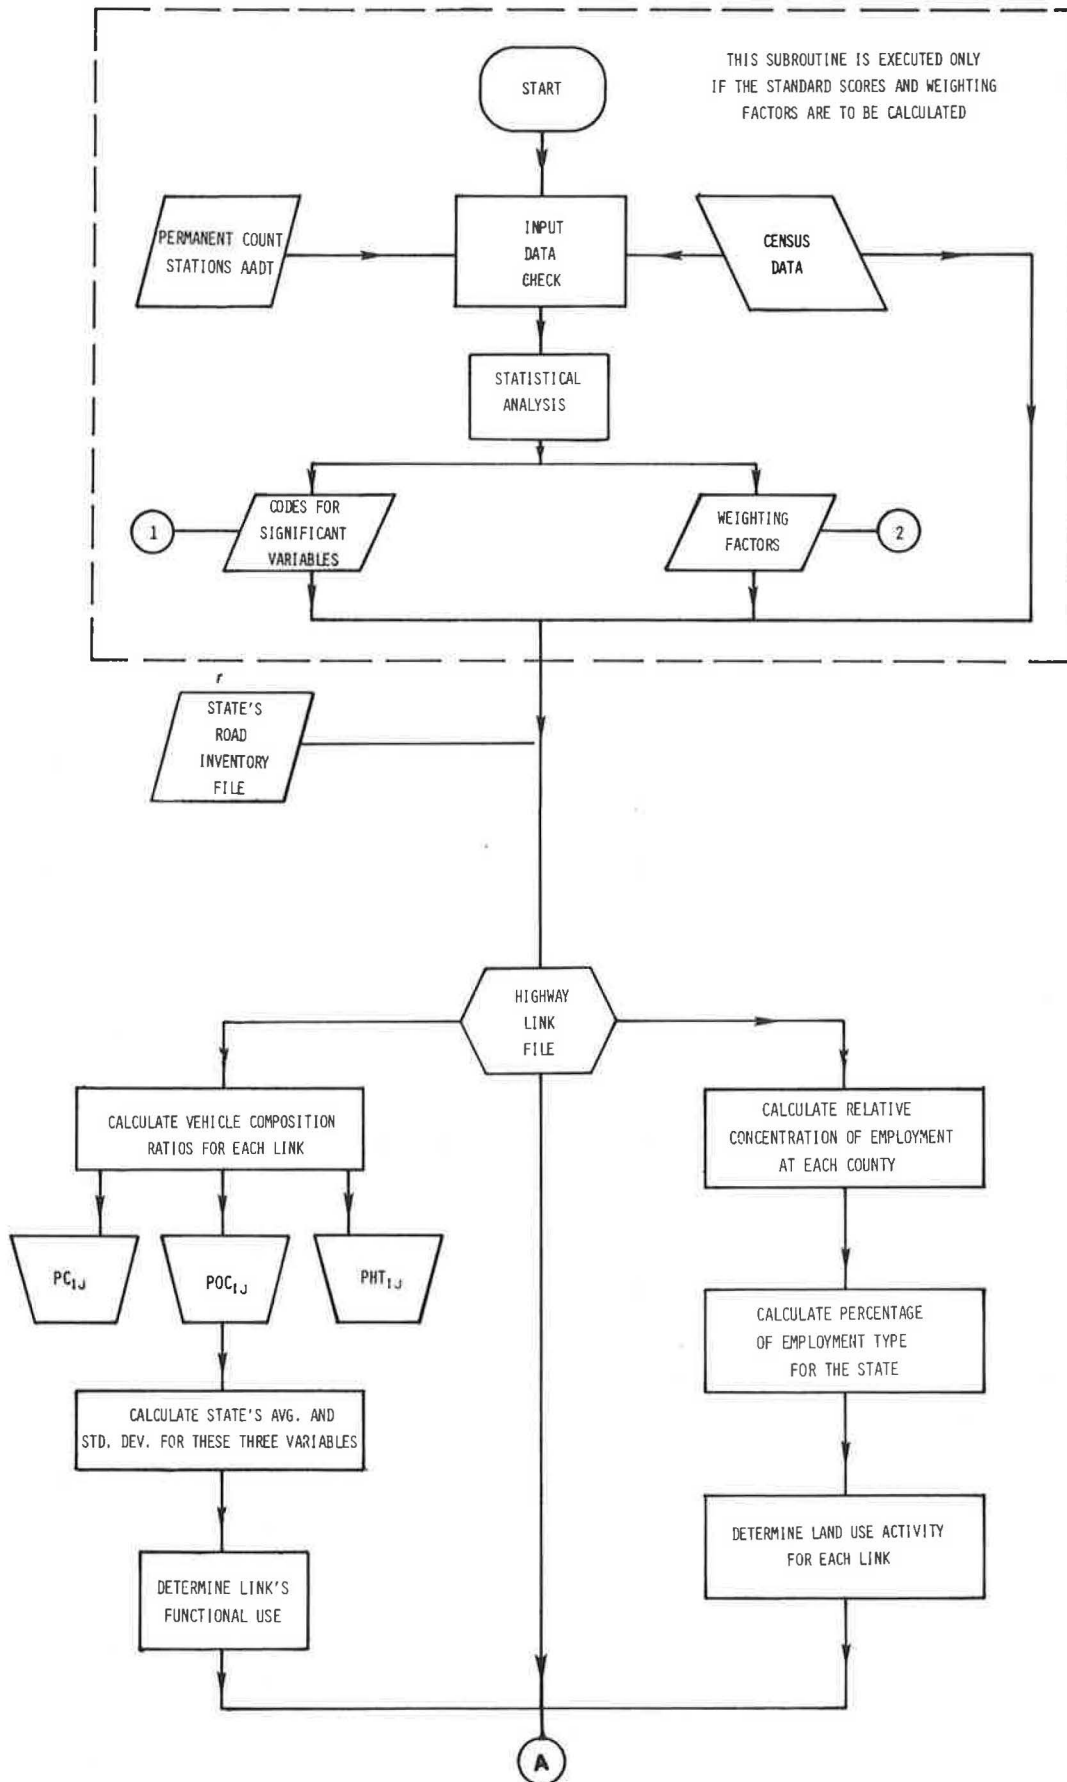 THIS SUBROUTINE IS EXECUTED ONLY
IF THE STANDARD SCORES AND WEIGHTING
FACTORS ARE TO BE CALCULATED
START
PERMANENT COUNT
STATIONS AADT
INPUT
DATA
CHECK
CENSUS
DATA
STATISTICAL
ANALYSIS
1
CODES FOR
SIGNIFICANT
VARIABLES
WEIGHTING
FACTORS
2
STATE'S
ROAD
INVENTORY
FILE
HIGHWAY
LINK
FILE
CALCULATE VEHICLE COMPOSITION
RATIOS FOR EACH LINK
CALCULATE RELATIVE
CONCENTRATION OF EMPLOYMENT
AT EACH COUNTY
PC_IJ
POC_IJ
PHT_IJ
CALCULATE PERCENTAGE
OF EMPLOYMENT TYPE
FOR THE STATE
CALCULATE STATE'S AVG. AND
STD. DEV. FOR THESE THREE VARIABLES
DETERMINE LAND USE ACTIVITY
FOR EACH LINK
DETERMINE LINK'S
FUNCTIONAL USE
A